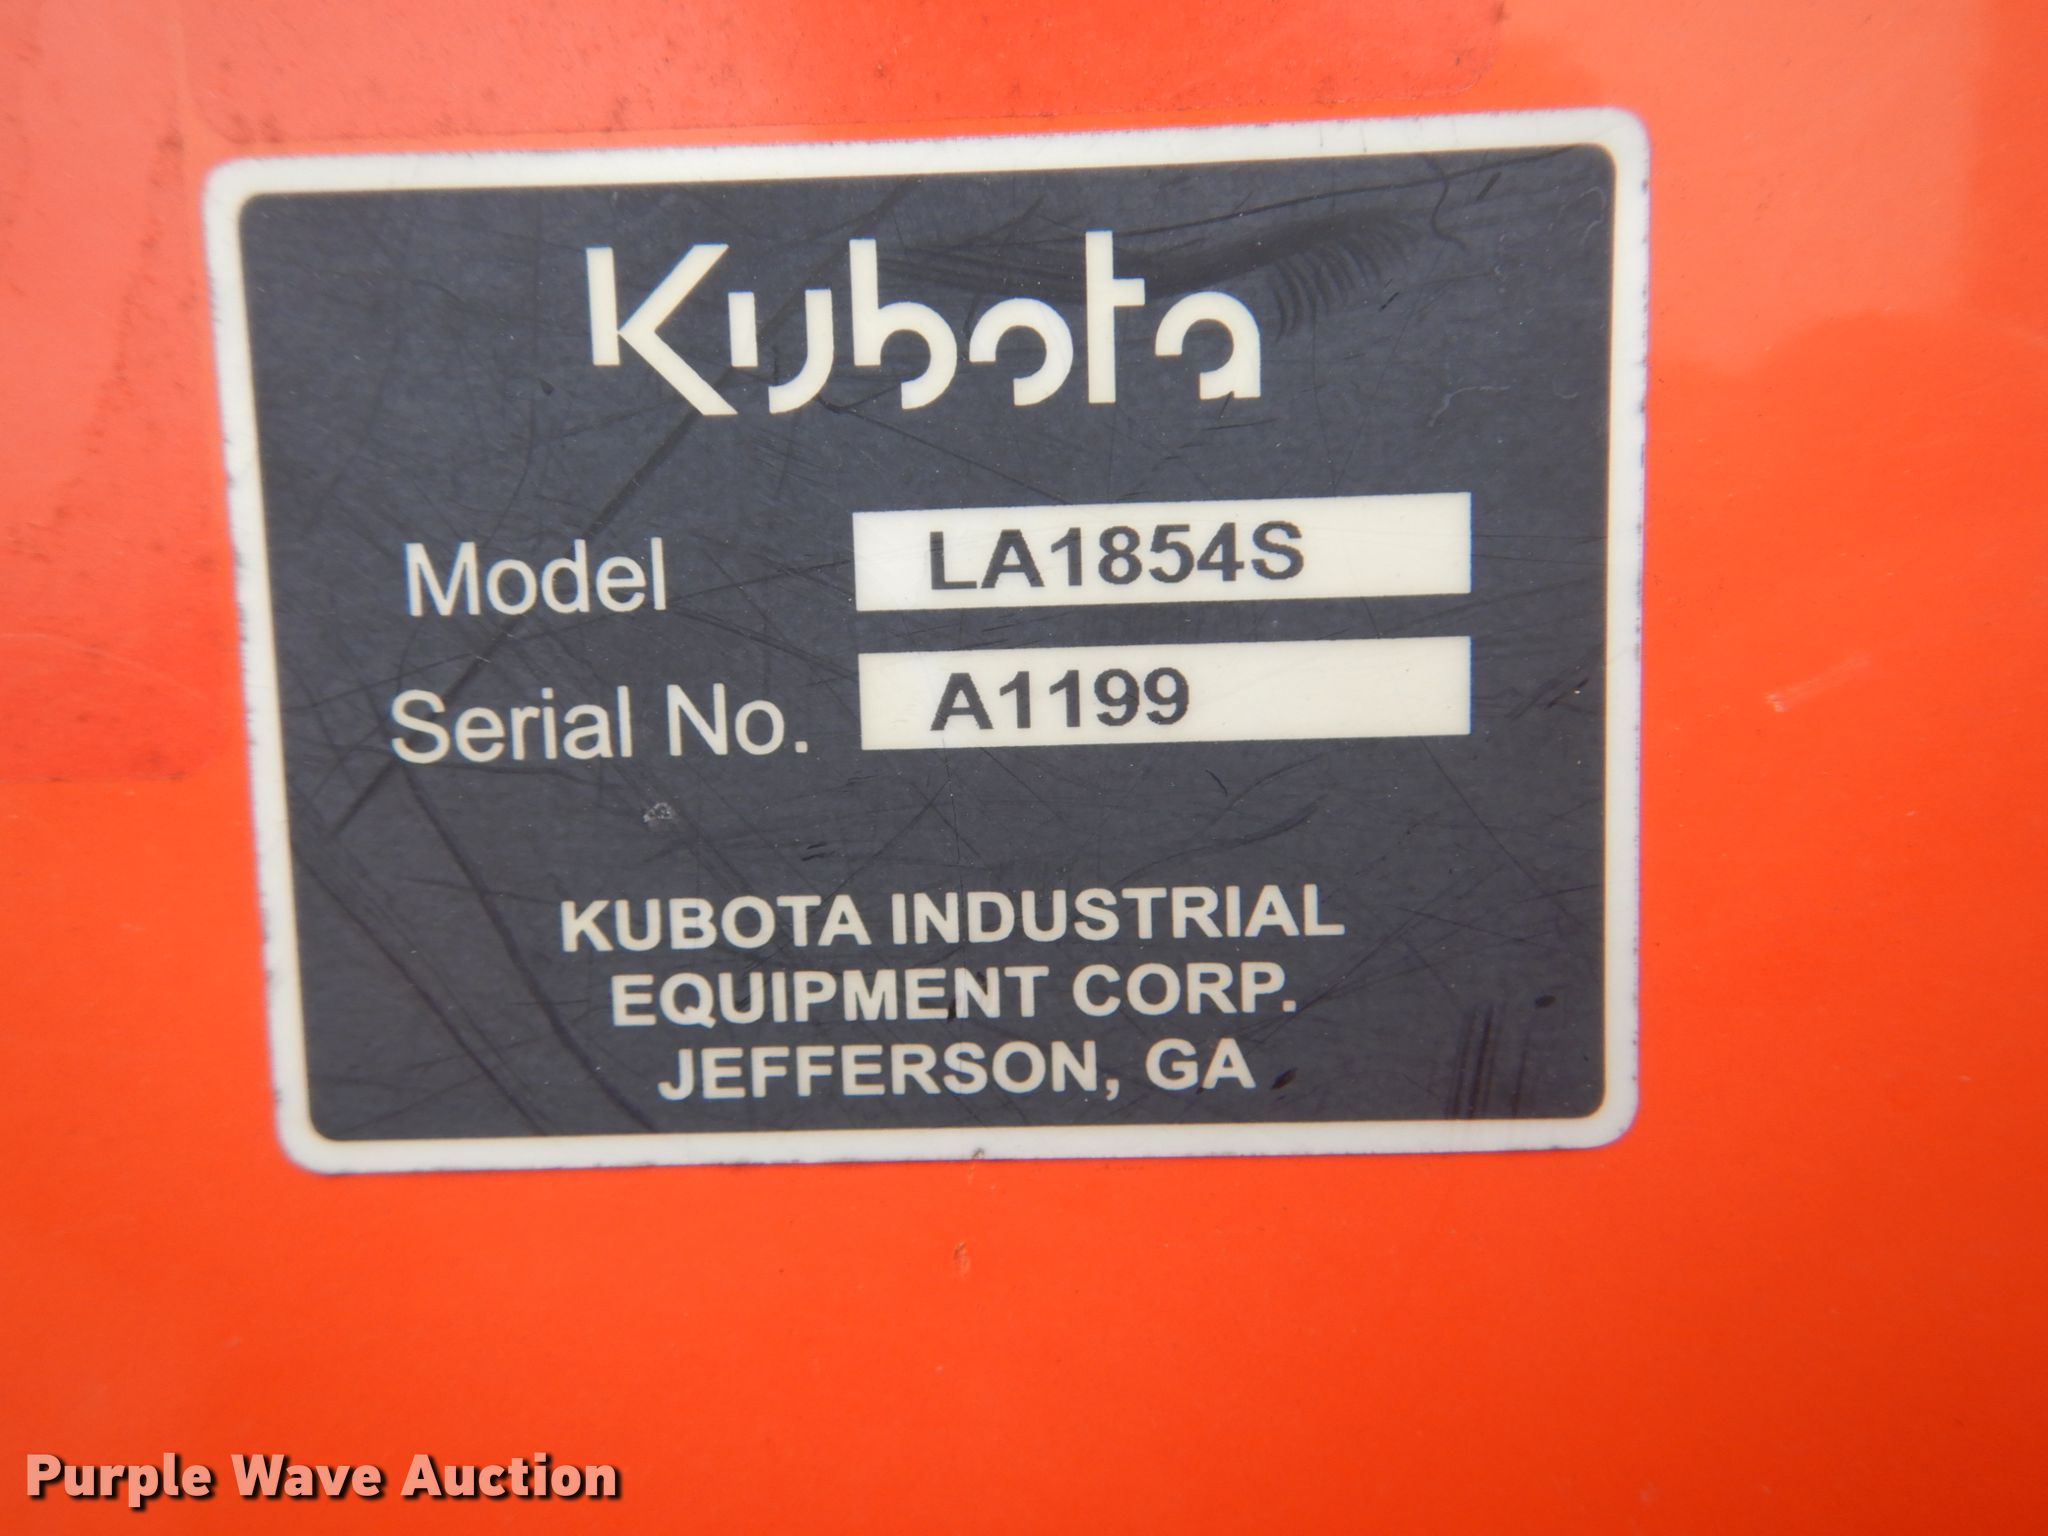 Kubota
Model LA1854S
Serial No. A1199
KUBOTA INDUSTRIAL
EQUIPMENT CORP.
JEFFERSON, GA
Purple Wave Auction